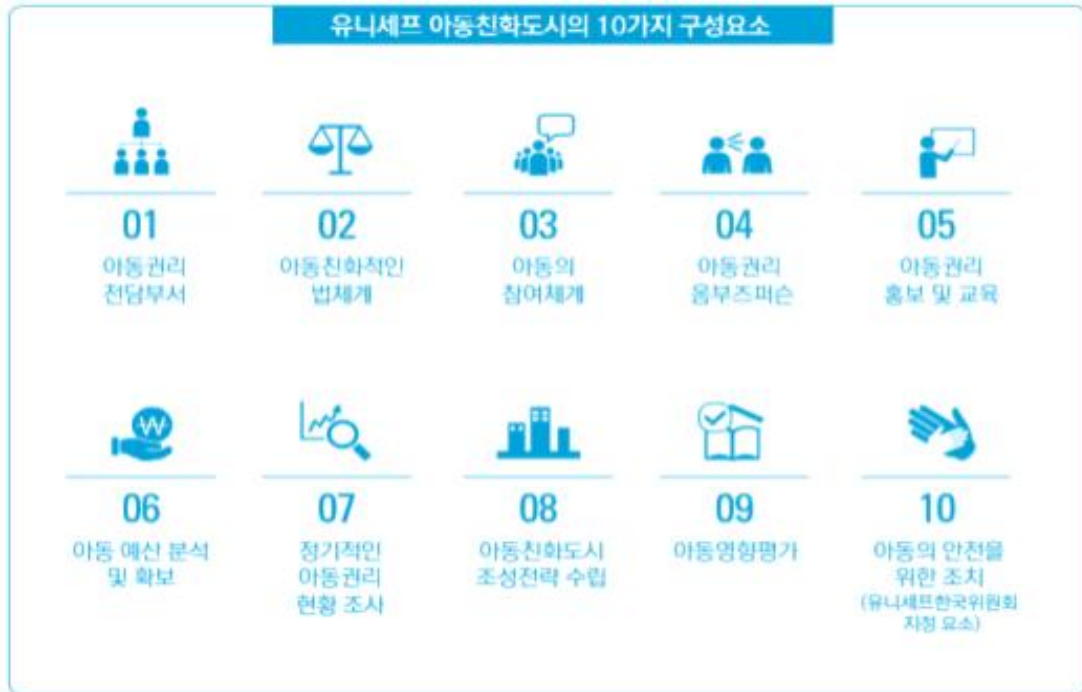 유니세프 아동친화도시의 10가지 구성요소
01
아동권리
전담부서
02
아동친화적인
법체계
03
아동의
참여체계
04
아동권리
옴부즈퍼슨
05
아동권리
홍보 및 교육
06
아동 예산 분석
및 확보
07
정기적인
아동권리
현황 조사
08
아동친화도시
조성전략 수립
09
아동영향평가
10
아동의 안전을
위한 조치
(유니세프한국위원회
지정 요소)